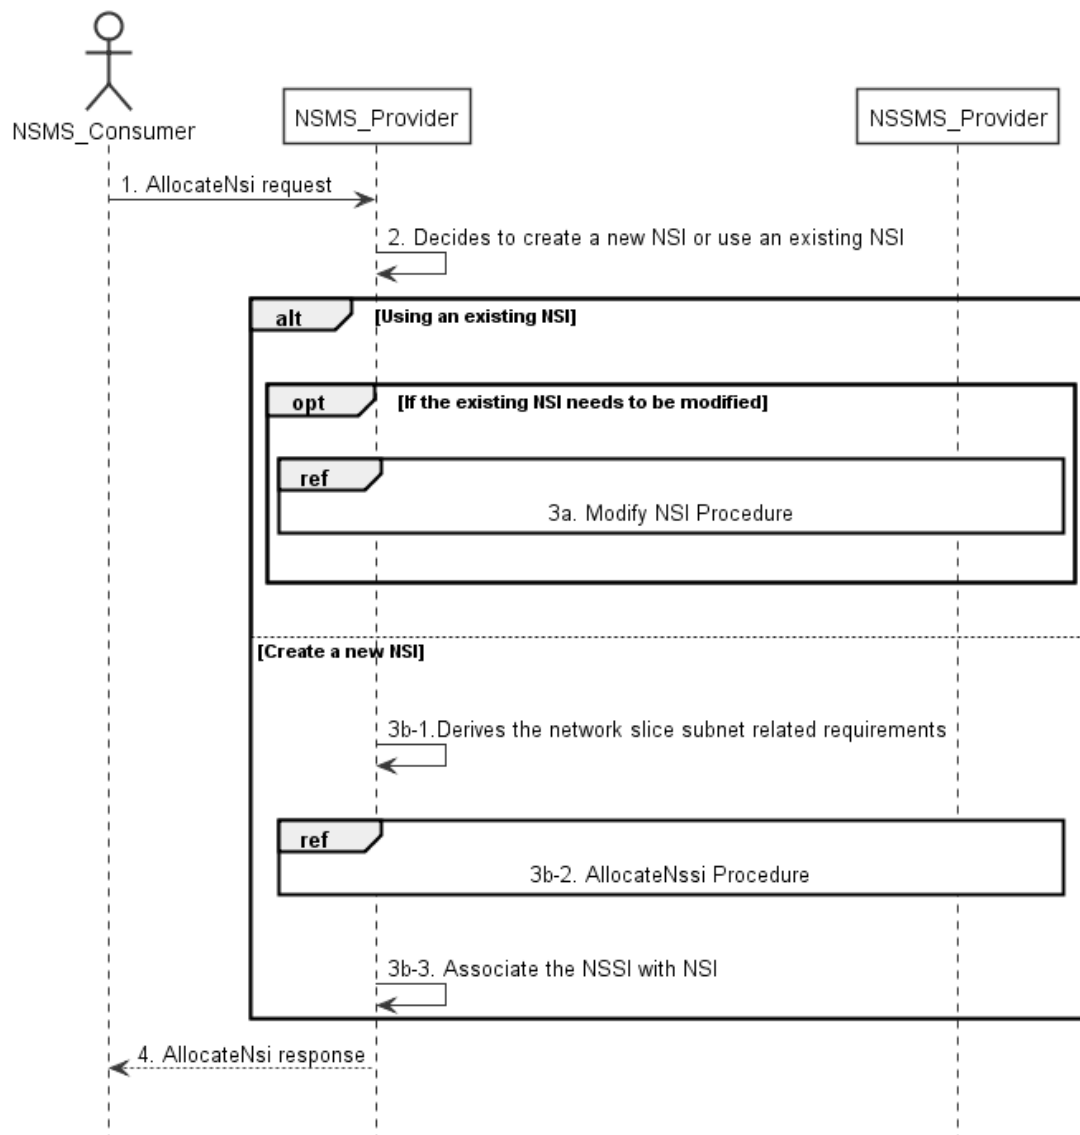 NSMS_Consumer
NSMS_Provider
NSSMS_Provider
1. AllocateNsi request
2. Decides to create a new NSI or use an existing NSI
alt
[Using an existing NSI]
opt
[If the existing NSI needs to be modified]
ref
3a. Modify NSI Procedure
[Create a new NSI]
3b-1.Derives the network slice subnet related requirements
ref
3b-2. AllocateNssi Procedure
3b-3. Associate the NSSI with NSI
4. AllocateNsi response